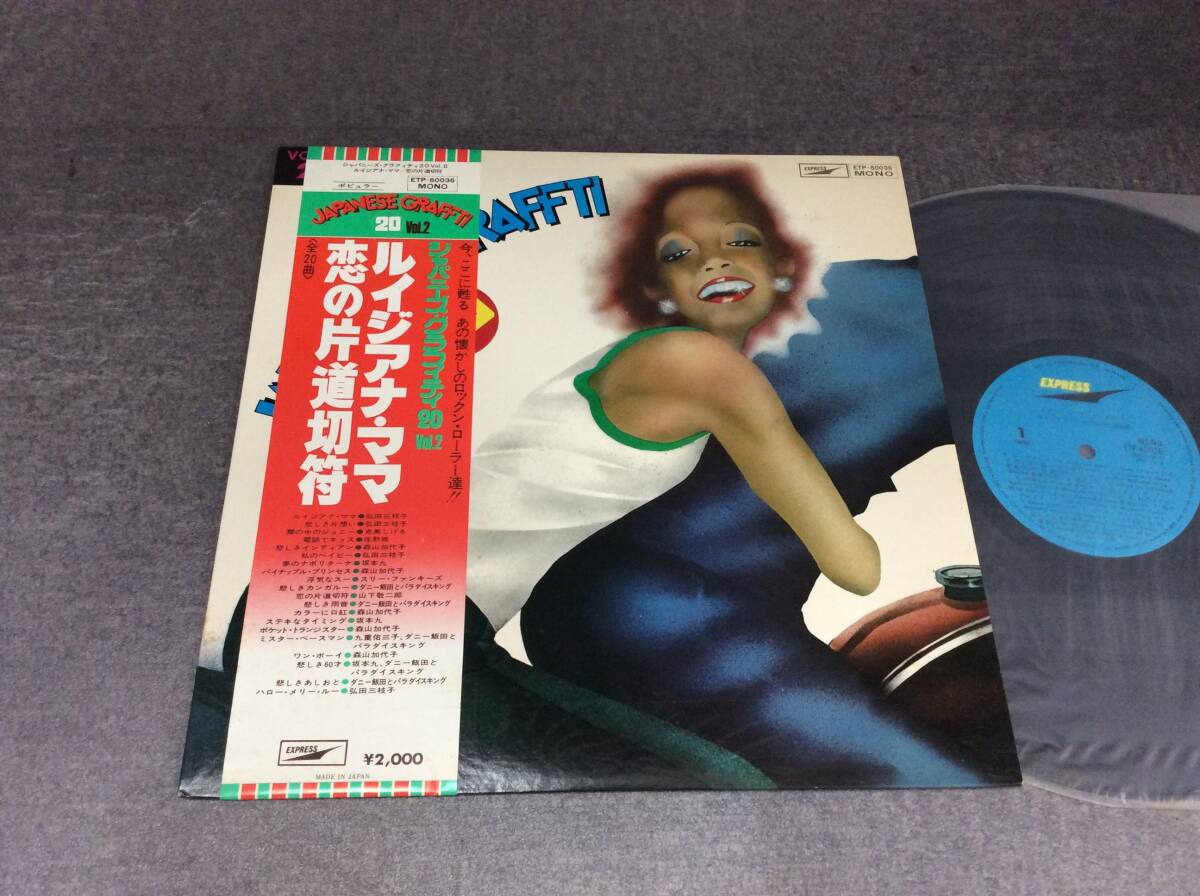 ジャパニーズ・グラフィティ20 Vol.II
ルイジアナ・ママ/恋の片道切符
ポピュラー
ETP-60036
MONO
JAPANESE GRAFFTI
20 Vol.2
ジャパニーズ・グラフィティ20 Vol.2
今、ここに甦る あの懐かしのロックン・ローラー達!!
ルイジアナ・ママ
恋の片道切符
〈全20曲〉
ルイジアナ・ママ●弘田三枝子
悲しき片想い●弘田三枝子
霧の中のジョニー●克美しげる
電話でキッス●佐野修
悲しきインディアン●森山加代子
私のベイビー●弘田三枝子
夢のナポリターナ●坂本九
パイナップル・プリンセス●森山加代子
浮気なスー●スリー・ファンキーズ
悲しきカンガルー●ダニー飯田とパラダイスキング
恋の片道切符●山下敬二郎
悲しき雨音●ダニー飯田とパラダイスキング
カラーに口紅●森山加代子
ステキなタイミング●坂本九
ポケット・トランジスター●森山加代子
ミスター・ベースマン●九重佑三子、ダニー飯田と
パラダイスキング
ワン・ボーイ●森山加代子
悲しき60才●坂本九、ダニー飯田と
パラダイスキング
悲しきあしおと●ダニー飯田とパラダイスキング
ハロー・メリー・ルー●弘田三枝子
EXPRESS
¥2,000
MADE IN JAPAN
VO
RAFFTI
EXPRESS
ETP-60036
MONO
EXPRESS
1
MONO